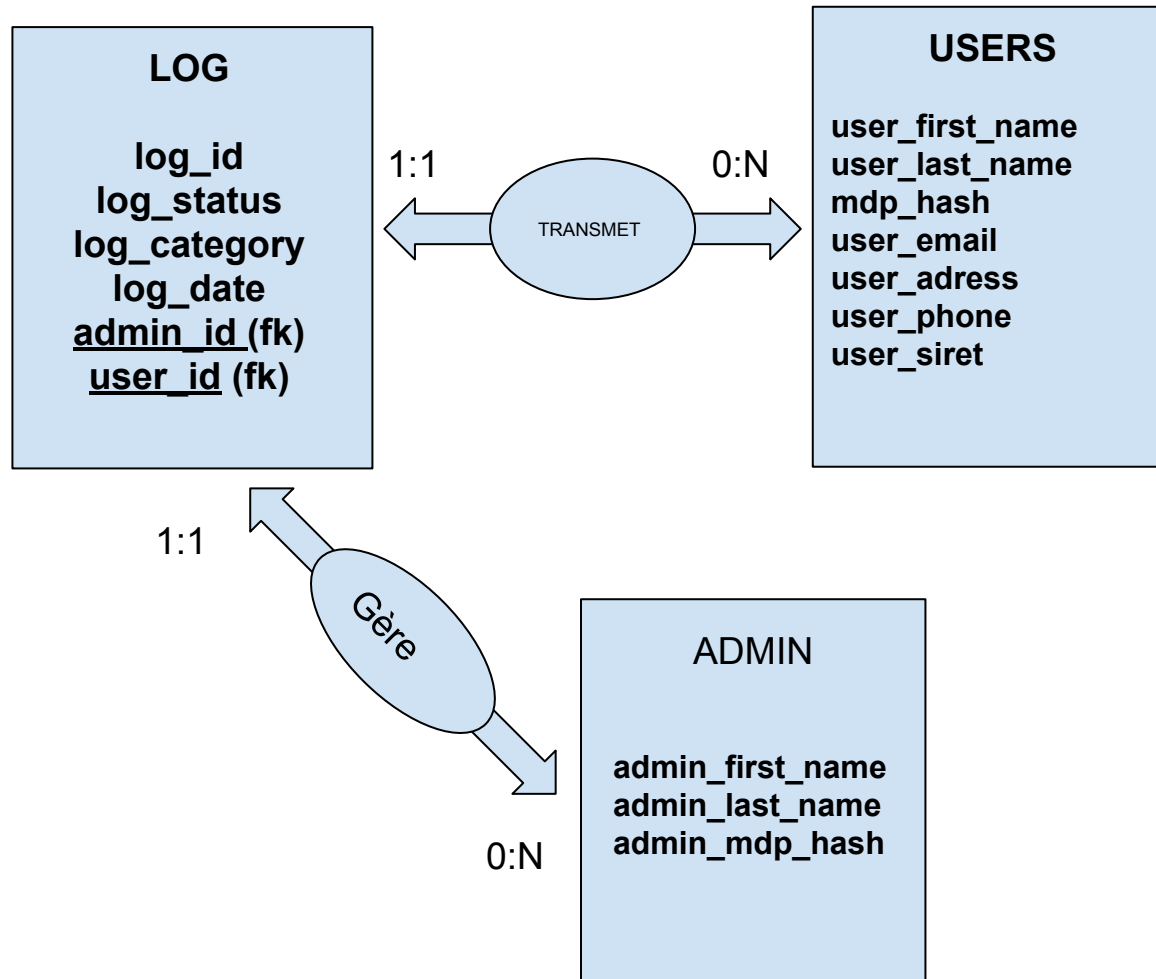 LOG
log_id
log_status
log_category
log_date
admin_id (fk)
user_id (fk)
1:1
TRANSMET
0:N
USERS
user_first_name
user_last_name
mdp_hash
user_email
user_adress
user_phone
user_siret
1:1
Gère
0:N
ADMIN
admin_first_name
admin_last_name
admin_mdp_hash